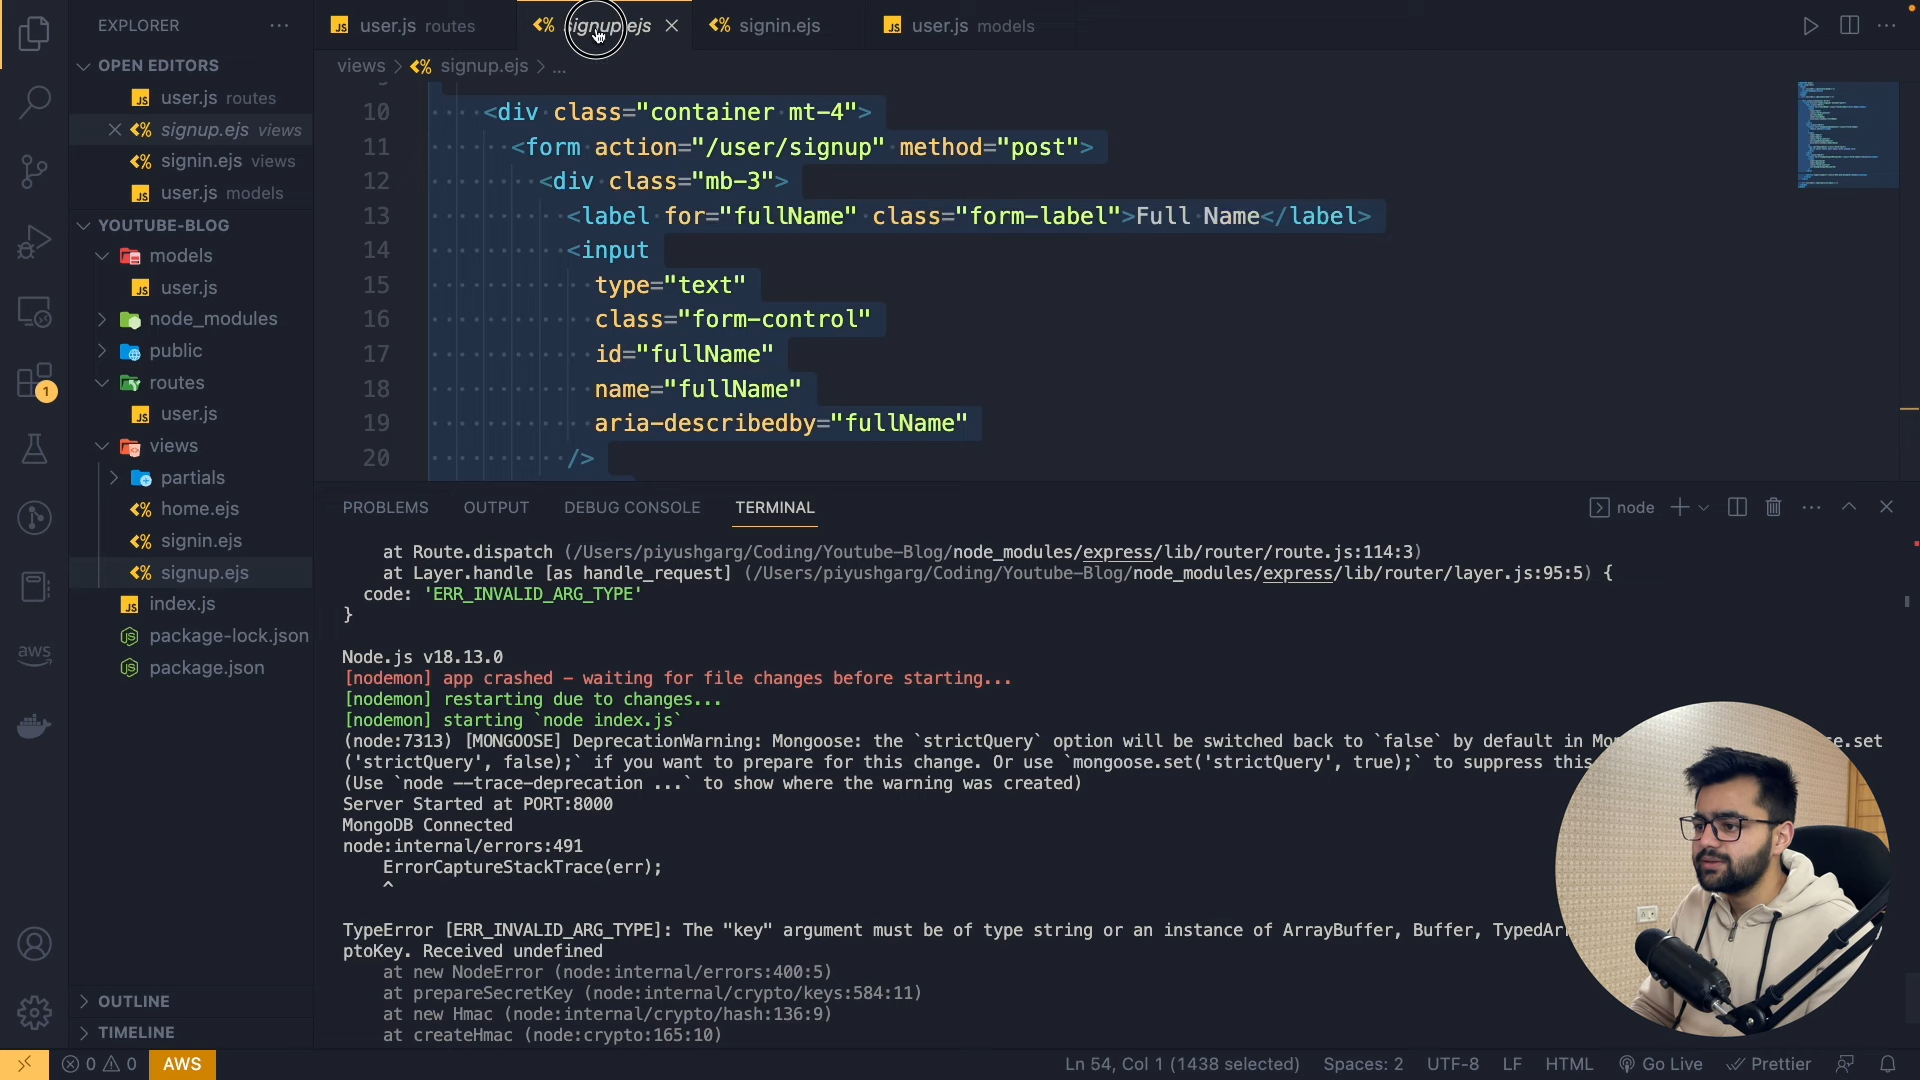 EXPLORER
OPEN EDITORS
user.js routes
signup.ejs views
signin.ejs views
user.js models
YOUTUBE-BLOG
models
user.js
node_modules
public
routes
user.js
views
partials
home.ejs
signin.ejs
signup.ejs
index.js
package-lock.json
package.json
OUTLINE
TIMELINE
1
aws
user.js routes
signup.ejs
signin.ejs
user.js models
views > signup.ejs > ...
10 <div class="container mt-4">
11 <form action="/user/signup" method="post">
12 <div class="mb-3">
13 <label for="fullName" class="form-label">Full Name</label>
14 <input
15 type="text"
16 class="form-control"
17 id="fullName"
18 name="fullName"
19 aria-describedby="fullName"
20 />
PROBLEMS OUTPUT DEBUG CONSOLE TERMINAL
node
at Route.dispatch (/Users/piyushgarg/Coding/Youtube-Blog/node_modules/express/lib/router/route.js:114:3)
at Layer.handle [as handle_request] (/Users/piyushgarg/Coding/Youtube-Blog/node_modules/express/lib/router/layer.js:95:5) {
code: 'ERR_INVALID_ARG_TYPE'
}
Node.js v18.13.0
[nodemon] app crashed - waiting for file changes before starting...
[nodemon] restarting due to changes...
[nodemon] starting `node index.js`
(node:7313) [MONGOOSE] DeprecationWarning: Mongoose: the `strictQuery` option will be switched back to `false` by default in
('strictQuery', false);` if you want to prepare for this change. Or use `mongoose.set('strictQuery', true);` to suppress this
(Use `node --trace-deprecation ...` to show where the warning was created)
Server Started at PORT:8000
MongoDB Connected
node:internal/errors:491
ErrorCaptureStackTrace(err);
^
TypeError [ERR_INVALID_ARG_TYPE]: The "key" argument must be of type string or an instance of ArrayBuffer, Buffer,
ptoKey. Received undefined
at new NodeError (node:internal/errors:400:5)
at prepareSecretKey (node:internal/crypto/keys:584:11)
at new Hmac (node:internal/crypto/hash:136:9)
at createHmac (node:crypto:165:10)
0 0 AWS
Ln 54, Col 1 (1438 selected) Spaces: 2 UTF-8 LF HTML Go Live Prettier